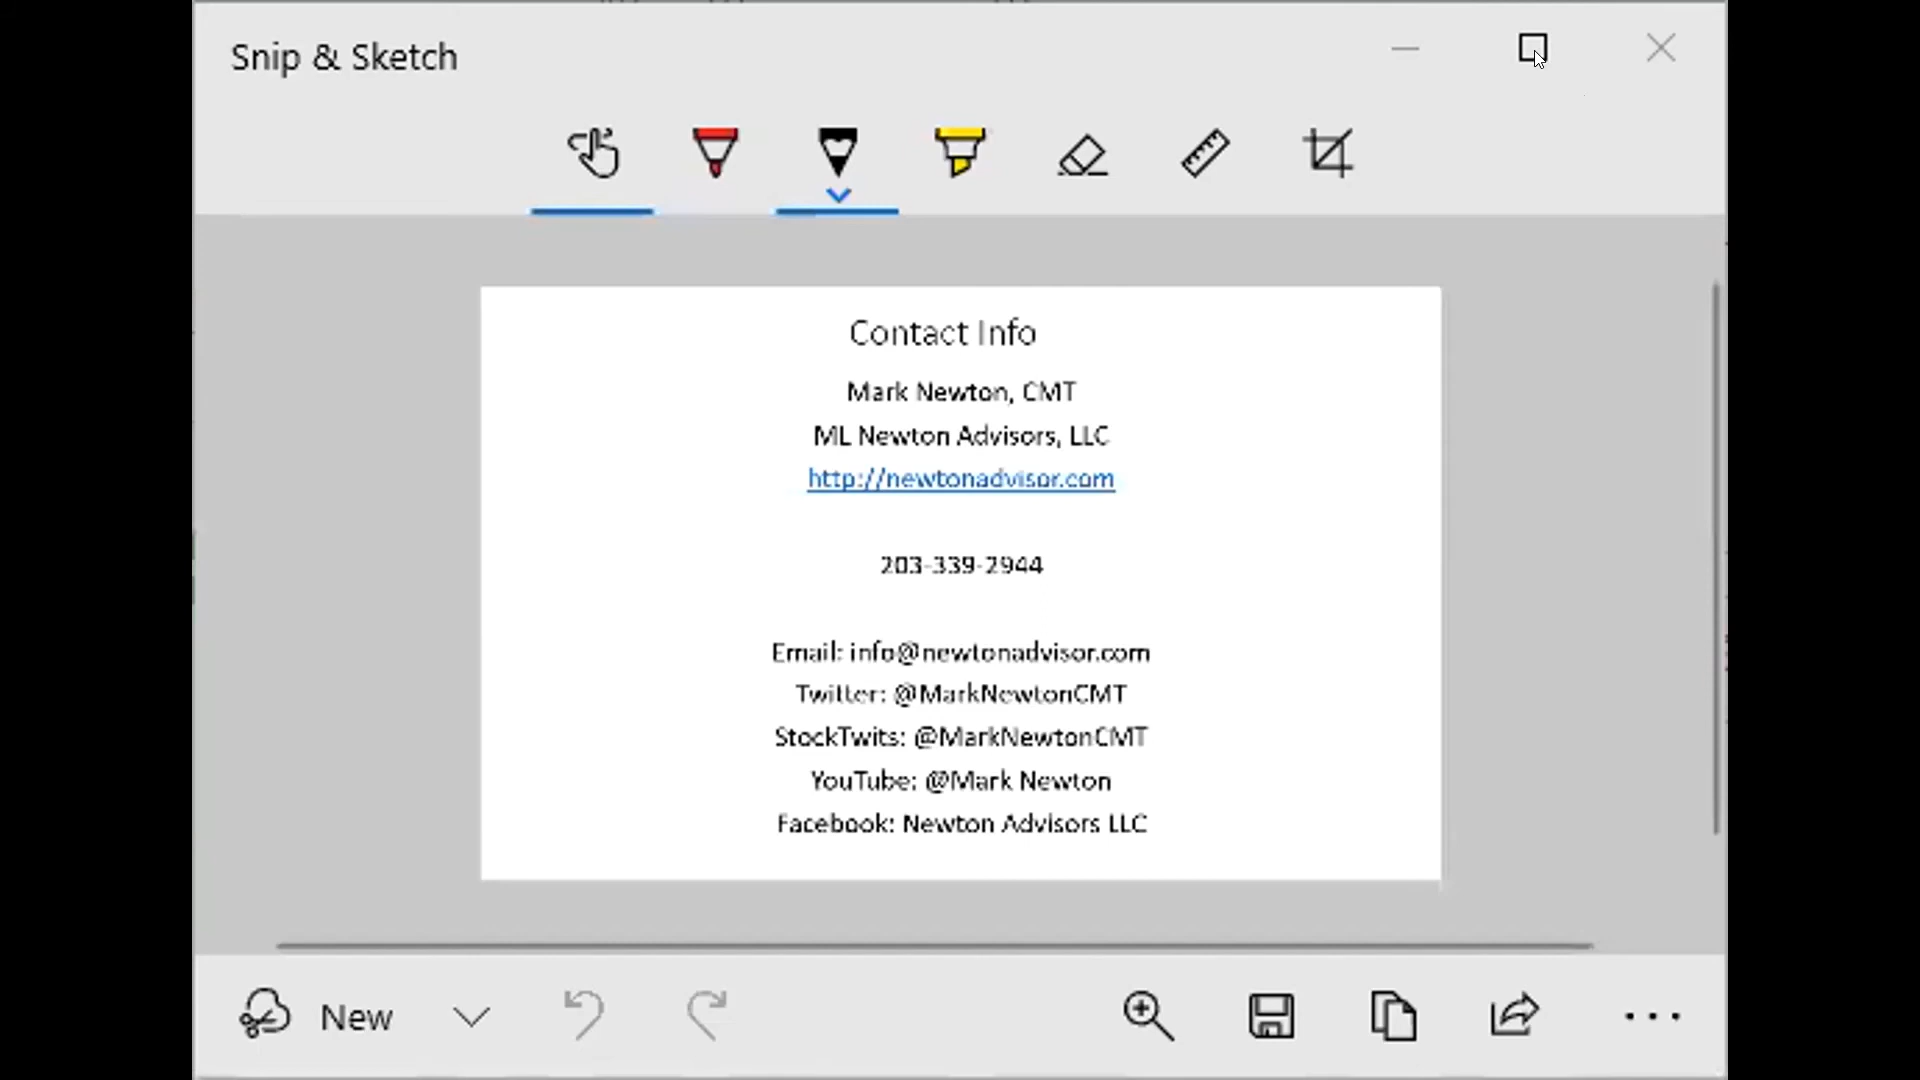 Snip & Sketch
Contact Info
Mark Newton, CMT
ML Newton Advisors, LLC
http://newtonadvisor.com
203-339-2944
Email: info@newtonadvisor.com
Twitter: @MarkNewtonCMT
StockTwits: @MarkNewtonCMT
YouTube: @Mark Newton
Facebook: Newton Advisors LLC
New